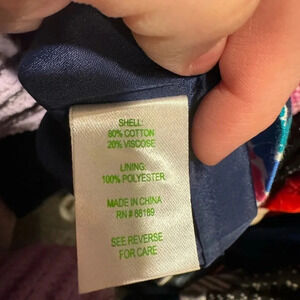 SHELL:
80% COTTON
20% VISCOSE
LINING:
100% POLYESTER
MADE IN CHINA
RN # 88189
SEE REVERSE
FOR CARE